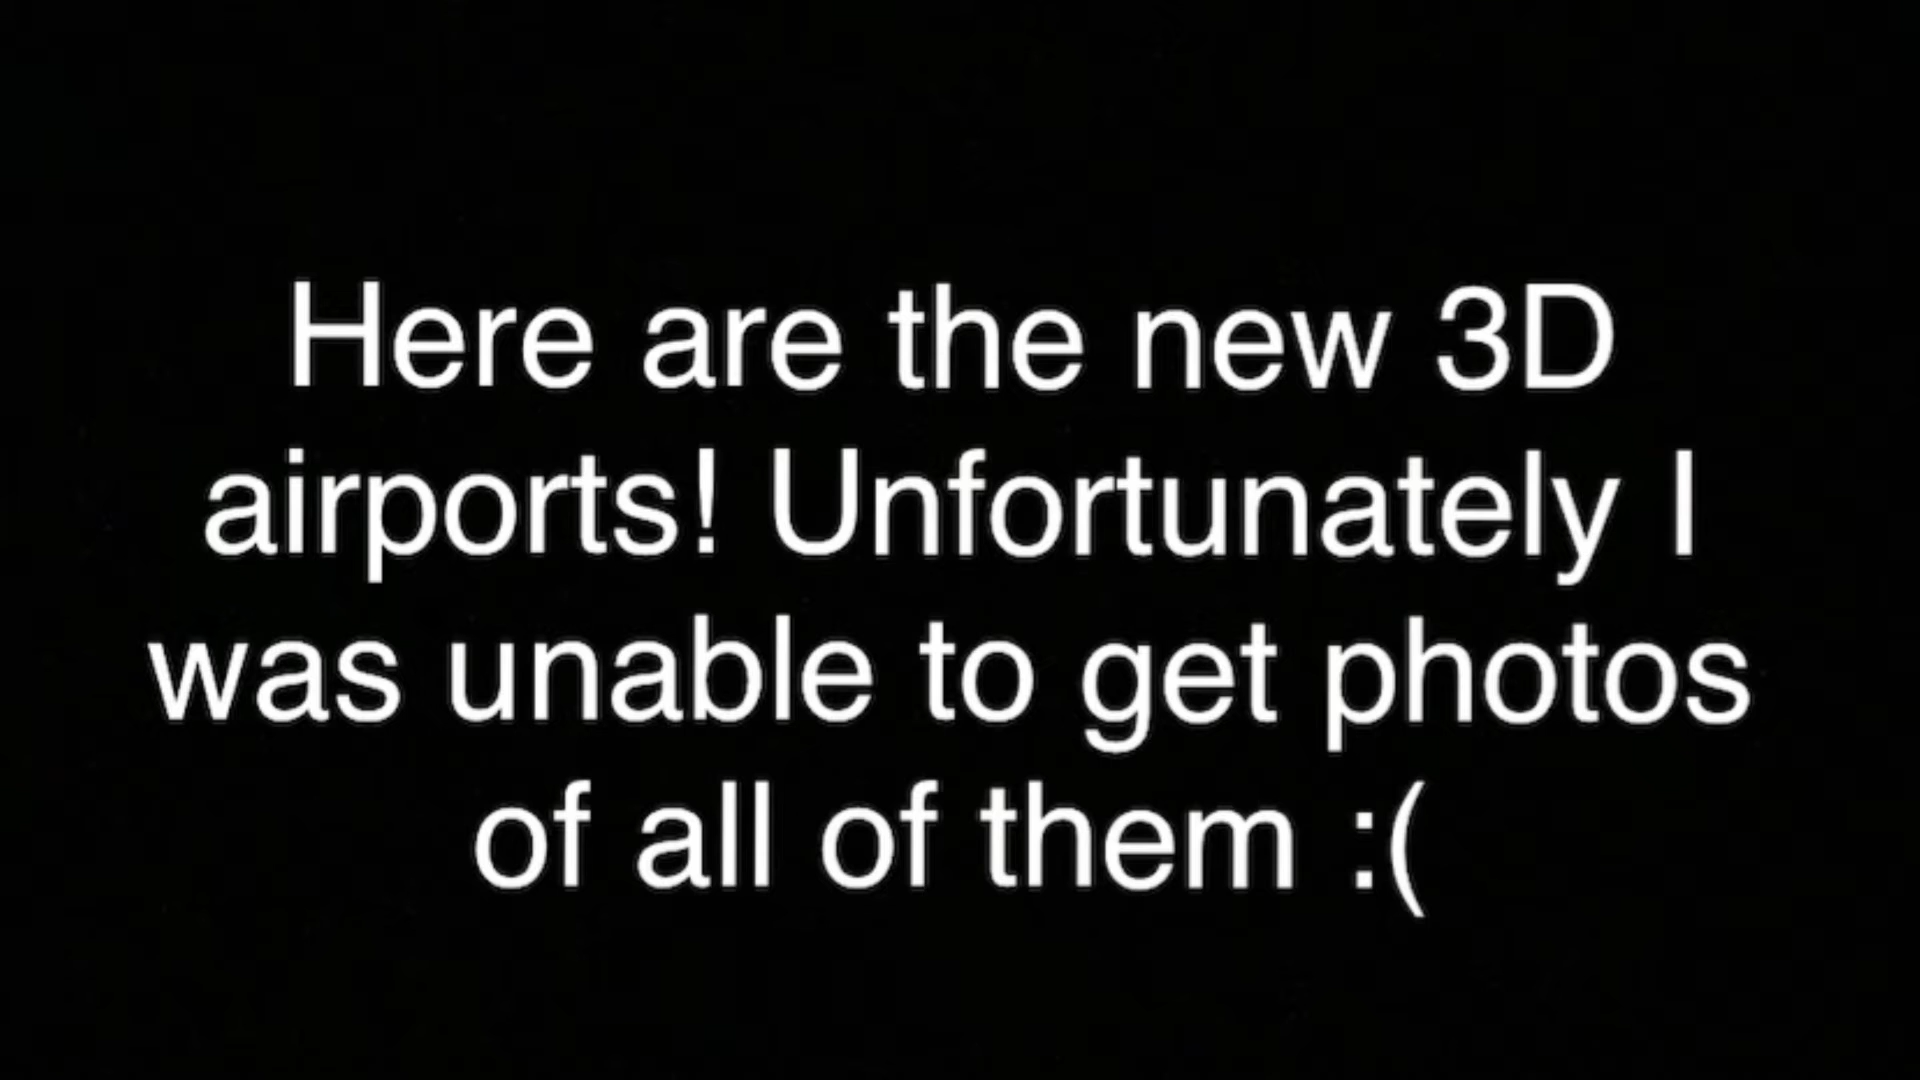 Here are the new 3D
airports! Unfortunately I
was unable to get photos
of all of them :(